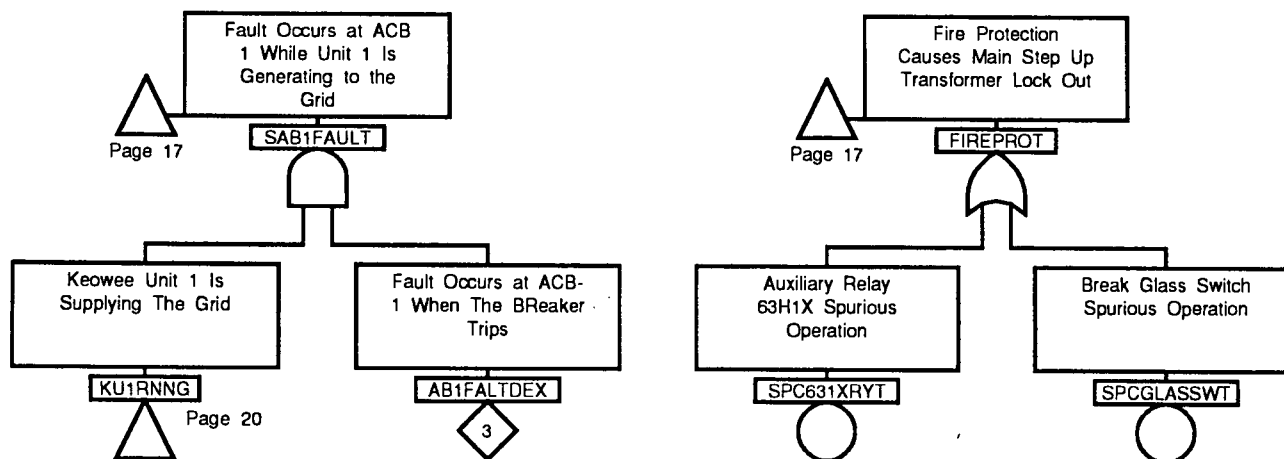 Fault Occurs at ACB
1 While Unit 1 Is
Generating to the
Grid
Page 17
SAB1FAULT
Keowee Unit 1 Is
Supplying The Grid
KU1RNNG
Page 20
Fault Occurs at ACB-
1 When The BReaker
Trips
AB1FALTDEX
3
Fire Protection
Causes Main Step Up
Transformer Lock Out
Page 17
FIREPROT
Auxiliary Relay
63H1X Spurious
Operation
SPC631XRYT
Break Glass Switch
Spurious Operation
SPCGLASSWT